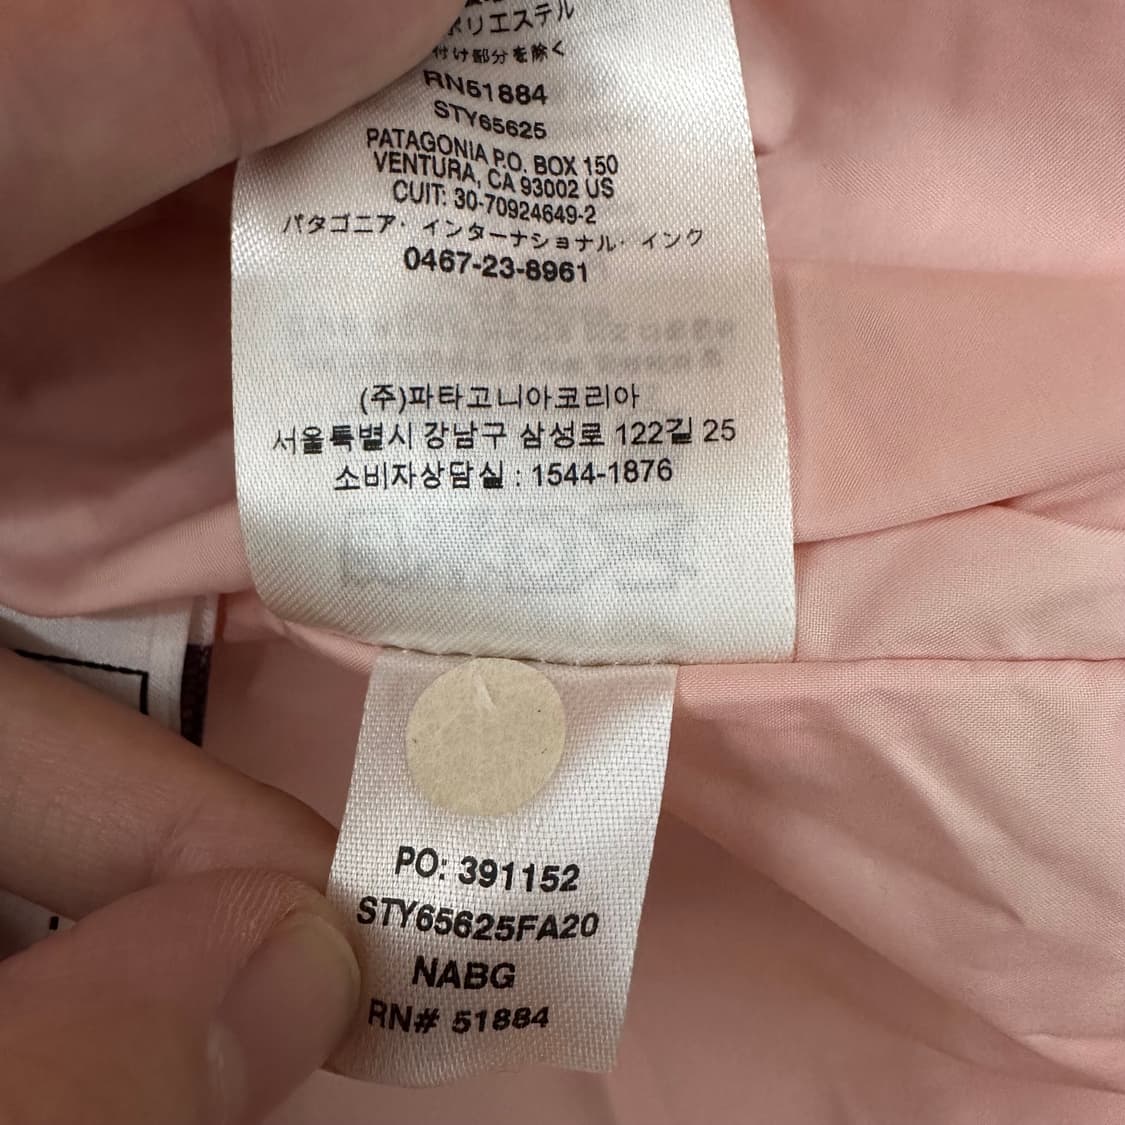 ポリエステル
付け部分を除く
RN51884
STY65625
PATAGONIA P.O. BOX 150
VENTURA, CA 93002 US
CUIT: 30-70924649-2
パタゴニア・インターナショナル・インク
0467-23-8961
(주)파타고니아코리아
서울특별시 강남구 삼성로 122길 25
소비자상담실 : 1544-1876
PO: 391152
STY65625FA20
NABG
RN# 51884